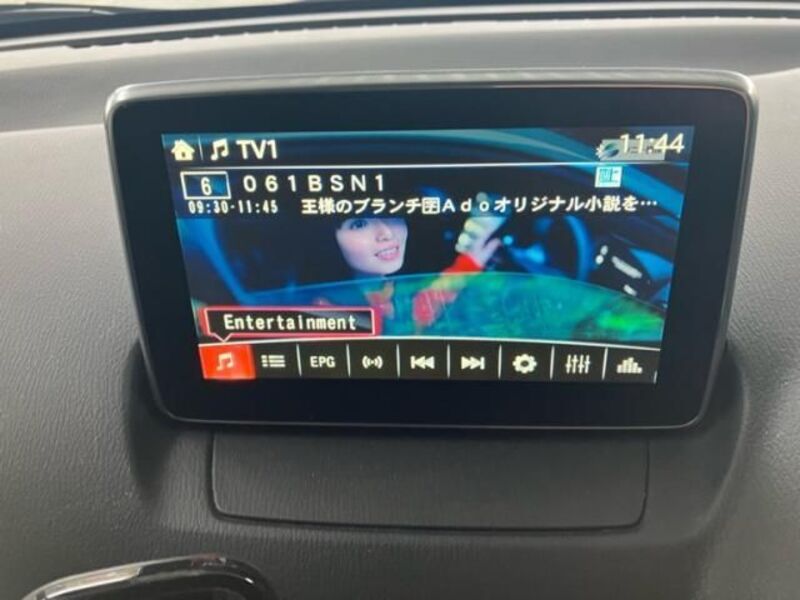 TV1
11:44
6 061BSN1
09:30-11:45 王様のブランチ🈑Adoオリジナル小説を…
Entertainment
EPG